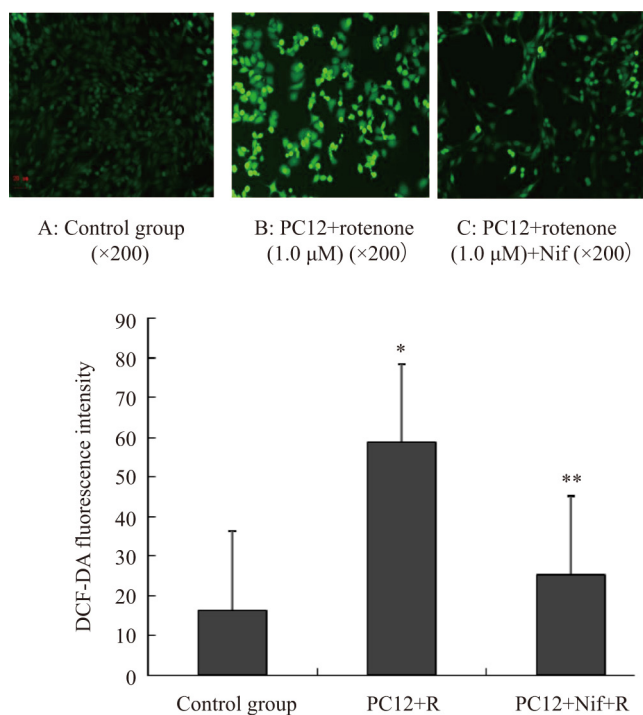 A: Control group
(×200)
B: PC12+rotenone
(1.0 μM) (×200)
C: PC12+rotenone
(1.0 μM)+Nif (×200)
DCF-DA fluorescence intensity
90
80
70
60
50
40
30
20
10
0
*
**
Control group
PC12+R
PC12+Nif+R